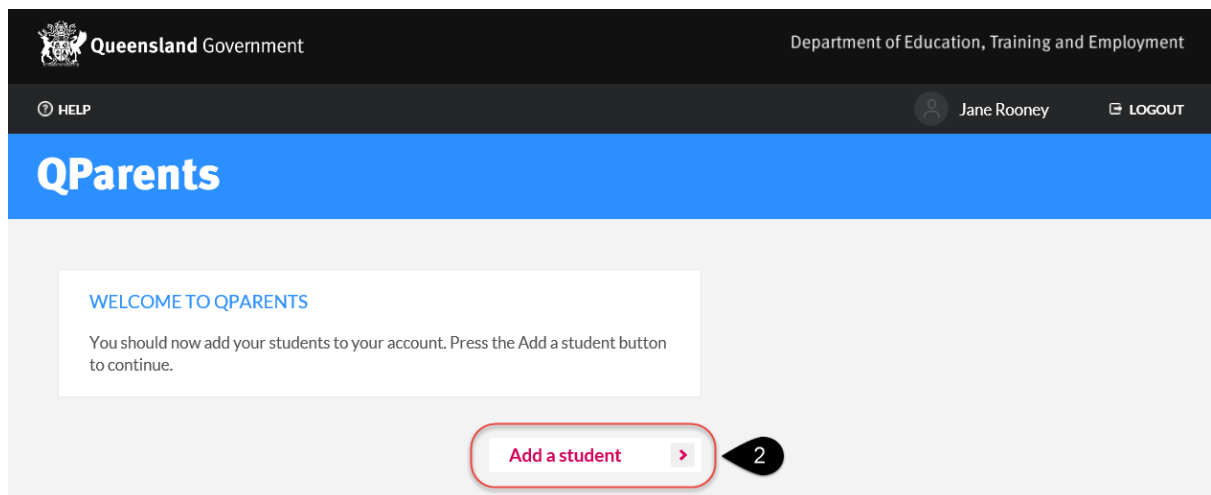 Queensland Government
Department of Education, Training and Employment
HELP
Jane Rooney
LOGOUT
QParents
WELCOME TO QPARENTS
You should now add your students to your account. Press the Add a student button
to continue.
Add a student
2